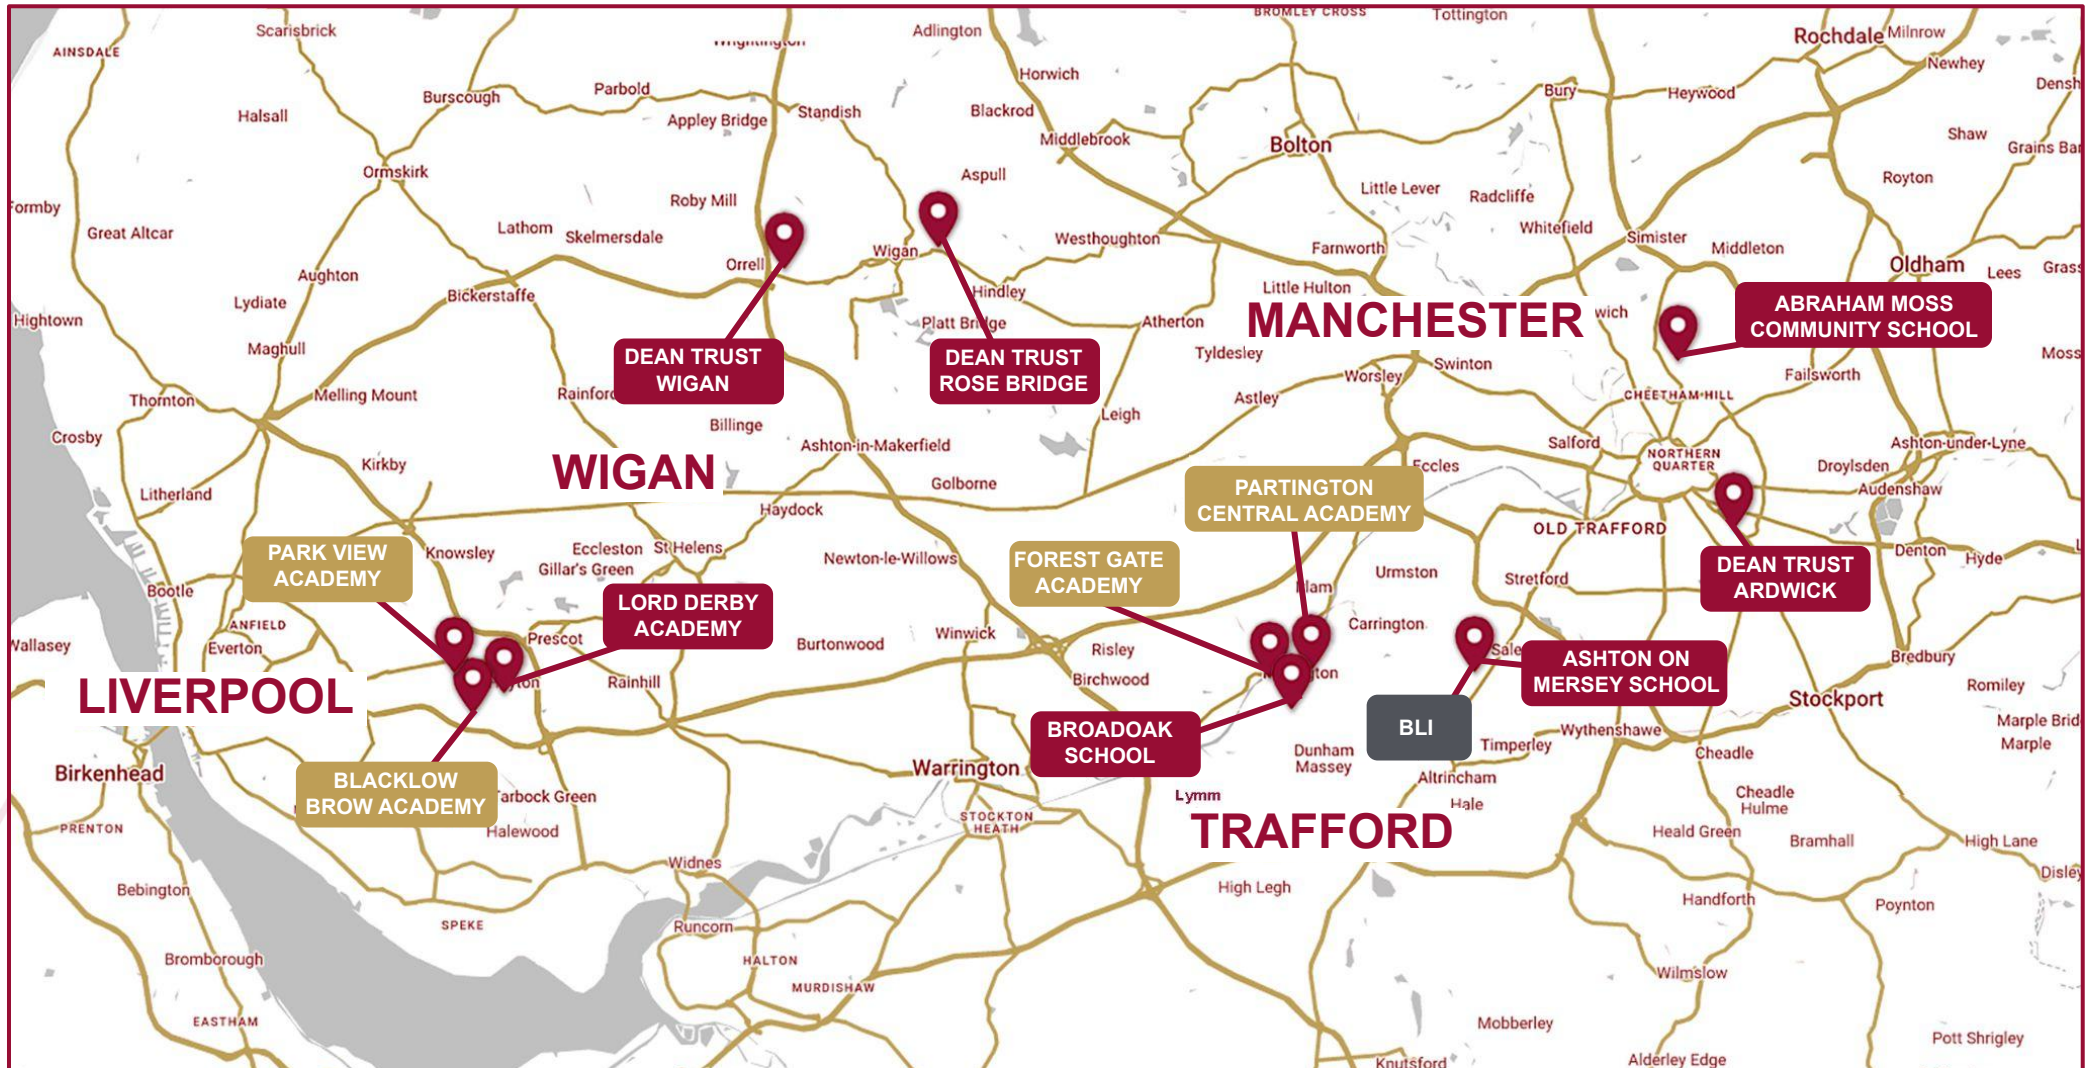 BROMLEY CROSS
Tottington
Scarisbrick
Adlington
Rochdale
Milnrow
AINSDALE
Wrightington
Newhey
Horwich
Parbold
Burscough
Bury
Heywood
Halsall
Appley Bridge
Standish
Blackrod
Middlebrook
Bolton
Shaw
Ormskirk
Aspull
Little Lever
Radcliffe
Royton
Roby Mill
Great Altcar
Lathom
Skelmersdale
Wigan
Westhoughton
Farnworth
Whitefield
Simister
Middleton
Orrell
Oldham
Lees
Aughton
Bickerstaffe
Hindley
Little Hulton
Lydiate
Hightown
Platt Bridge
Atherton
MANCHESTER
ABRAHAM MOSS
COMMUNITY SCHOOL
Maghull
DEAN TRUST
WIGAN
DEAN TRUST
ROSE BRIDGE
Tyldesley
Swinton
Worsley
Failsworth
Thornton
Melling Mount
Astley
CHEETHAM HILL
Leigh
Billinge
Crosby
Ashton-in-Makerfield
Salford
Ashton-under-Lyne
Kirkby
WIGAN
Eccles
NORTHERN
QUARTER
Droylsden
Litherland
Golborne
PARTINGTON
CENTRAL ACADEMY
Audenshaw
Haydock
OLD TRAFFORD
PARK VIEW
ACADEMY
Knowsley
Eccleston
St Helens
Gillar's Green
Newton-le-Willows
FOREST GATE
ACADEMY
Urmston
Stretford
DEAN TRUST
ARDWICK
Denton
Hyde
Bootle
LORD DERBY
ACADEMY
ANFIELD
Everton
Prescot
Burtonwood
Winwick
Risley
Carrington
Sale
ASHTON ON
MERSEY SCHOOL
Bredbury
Wallasey
Rainhill
Birchwood
Romiley
LIVERPOOL
BROADOAK
SCHOOL
BLI
Stockport
Wythenshawe
Timperley
Marple
Dunham
Massey
Cheadle
Birkenhead
BLACKLOW
BROW ACADEMY
Tarbock Green
Warrington
Altrincham
Lymm
Hale
Cheadle
Hulme
PRENTON
Halewood
STOCKTON
HEATH
TRAFFORD
Heald Green
Bramhall
High Lane
Widnes
Bebington
High Legh
Handforth
Poynton
SPEKE
Runcorn
Bromborough
HALTON
Wilmslow
MURDISHAW
EASTHAM
Mobberley
Pott Shrigley
Knutsford
Alderley Edge